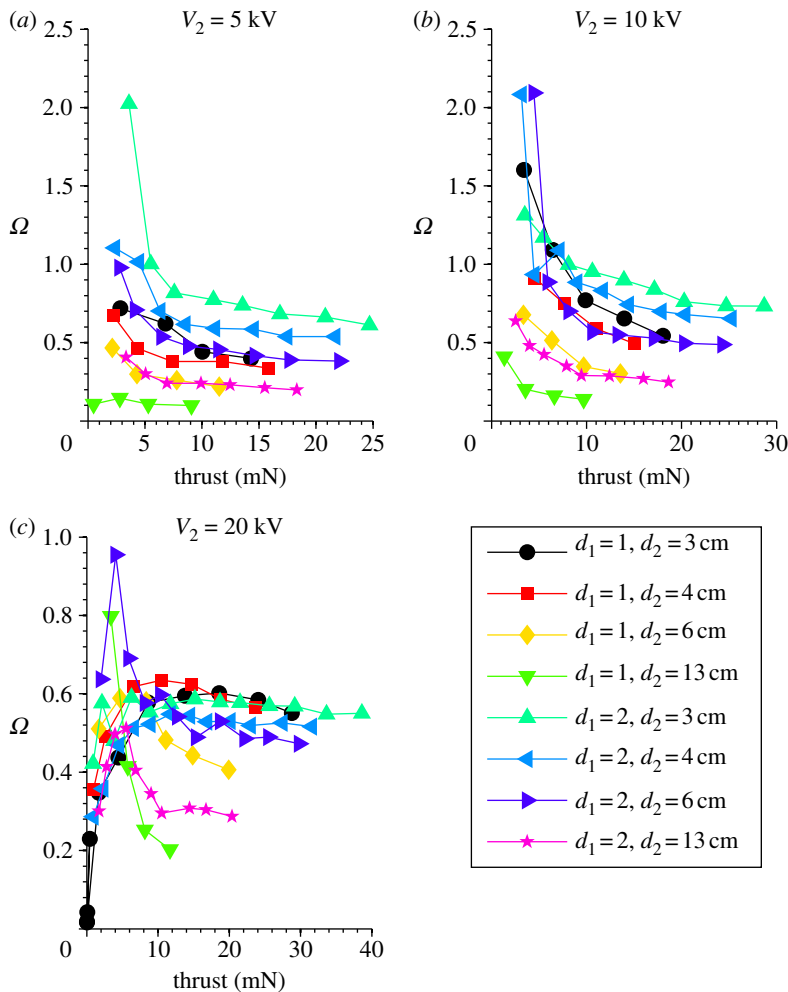 (a) V2 = 5 kV
2.5
2.0
1.5
Ω
1.0
0.5
0 5 10 15 20 25
thrust (mN)
(b) V2 = 10 kV
2.5
2.0
1.5
Ω
1.0
0.5
0 10 20 30
thrust (mN)
(c) V2 = 20 kV
1.0
0.8
0.6
Ω
0.4
0.2
0 10 20 30 40
thrust (mN)
d1 = 1, d2 = 3 cm
d1 = 1, d2 = 4 cm
d1 = 1, d2 = 6 cm
d1 = 1, d2 = 13 cm
d1 = 2, d2 = 3 cm
d1 = 2, d2 = 4 cm
d1 = 2, d2 = 6 cm
d1 = 2, d2 = 13 cm